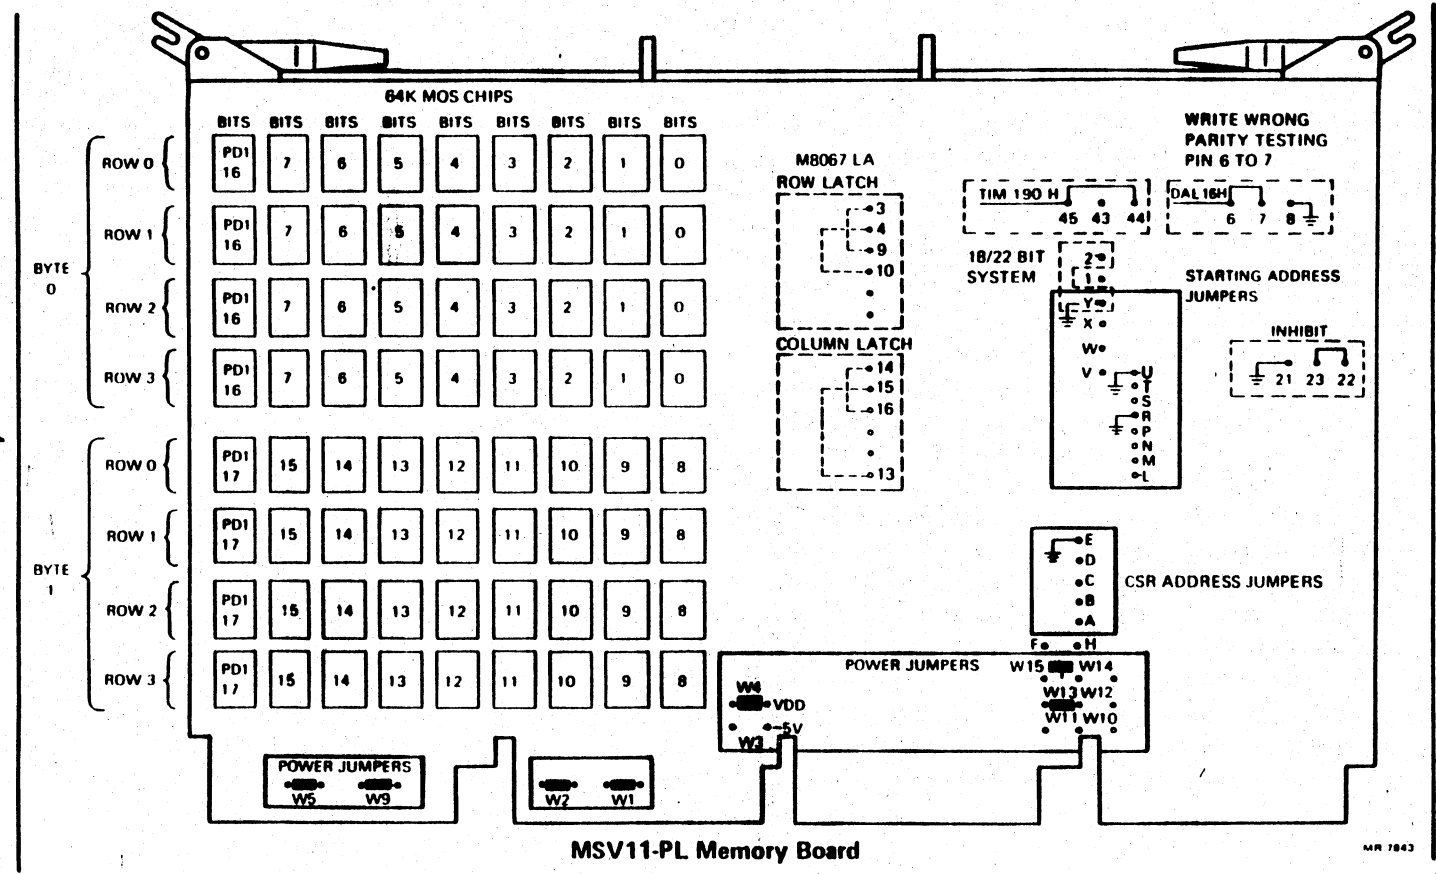 64K MOS CHIPS
BITS BITS BITS BITS BITS BITS BITS BITS BITS
BYTE 0
ROW 0 PD1 16 7 6 5 4 3 2 1 0
ROW 1 PD1 16 7 6 5 4 3 2 1 0
ROW 2 PD1 16 7 6 5 4 3 2 1 0
ROW 3 PD1 16 7 6 5 4 3 2 1 0
BYTE 1
ROW 0 PD1 17 15 14 13 12 11 10 9 8
ROW 1 PD1 17 15 14 13 12 11 10 9 8
ROW 2 PD1 17 15 14 13 12 11 10 9 8
ROW 3 PD1 17 15 14 13 12 11 10 9 8
M8067 LA
ROW LATCH
3
4
9
10
COLUMN LATCH
14
15
16
13
TIM 190 H
45 43 44
WRITE WRONG
PARITY TESTING
PIN 6 TO 7
DAL 16H
6 7 8
18/22 BIT
SYSTEM
2
1
Y
X
W
V
U
T
S
R
P
N
M
L
STARTING ADDRESS
JUMPERS
INHIBIT
21 23 22
E
D
C
B
A
CSR ADDRESS JUMPERS
F H
POWER JUMPERS
W15 W14
W13 W12
W11 W10
W4
VDD
-5V
W3
POWER JUMPERS
W5 W9
W2 W1
MSV11-PL Memory Board
MR 7843